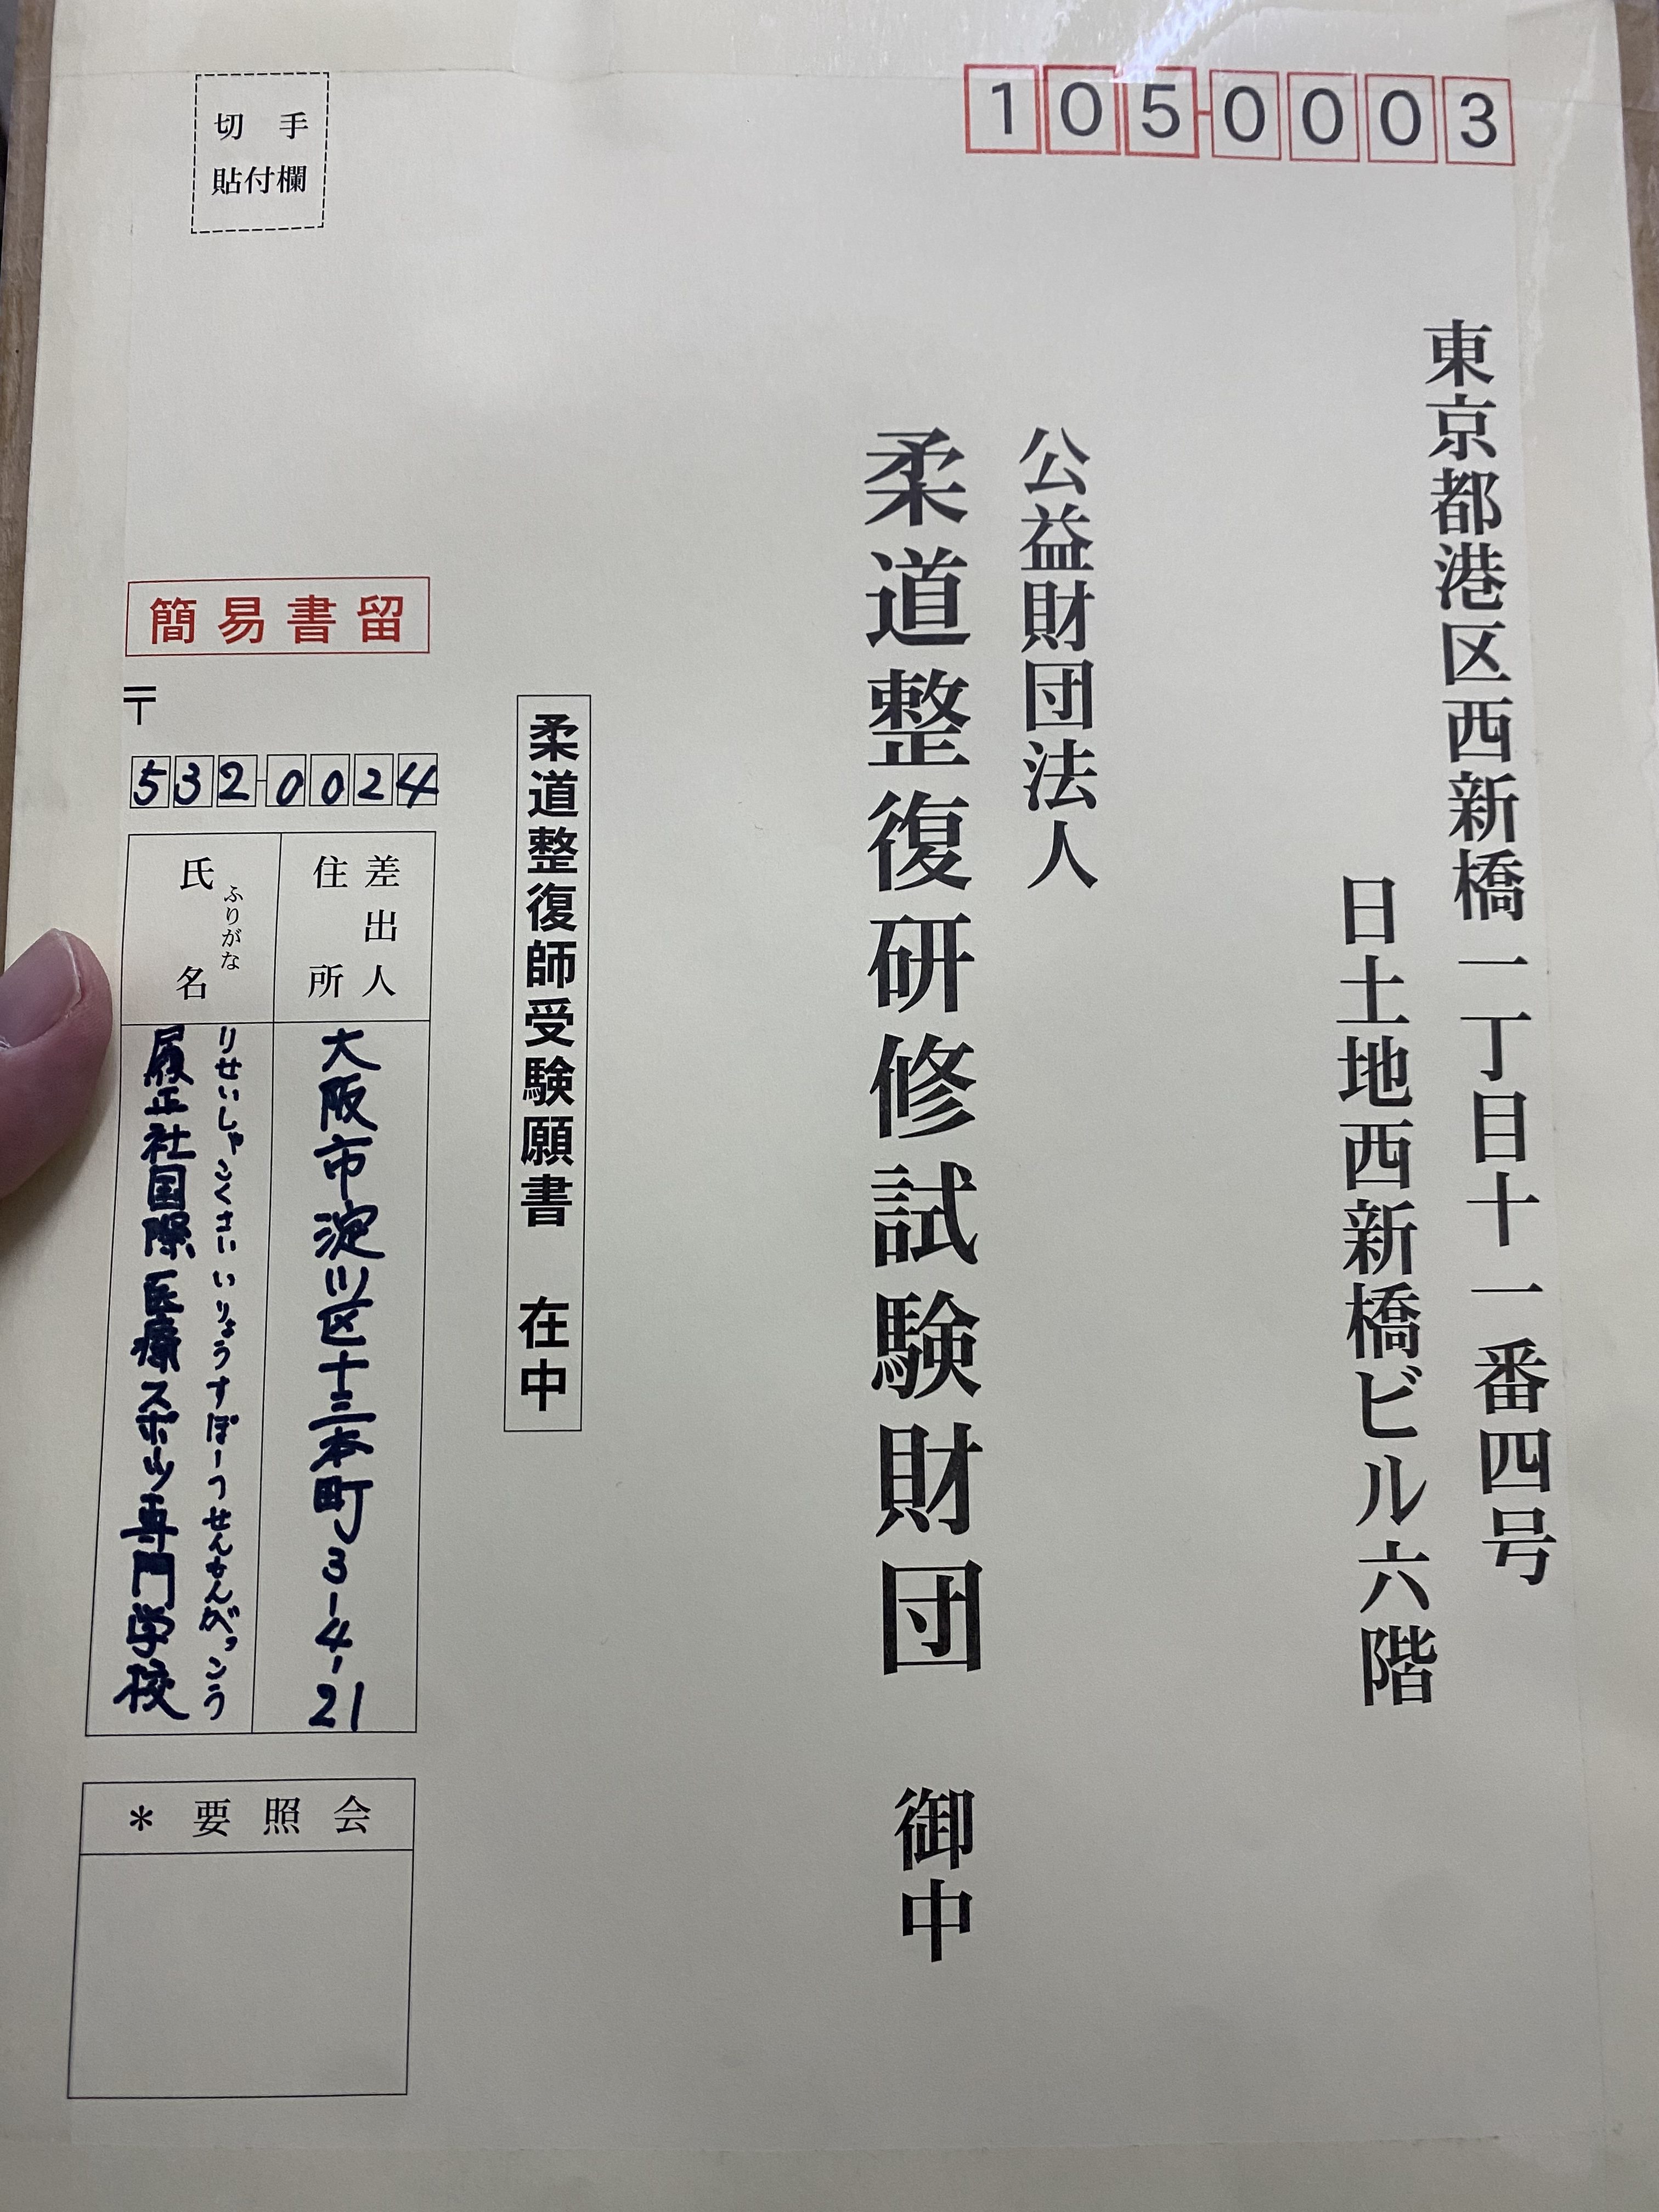 105-0003
切手
貼付欄
東京都港区西新橋一丁目十一番四号
日土地西新橋ビル六階
公益財団法人
柔道整復研修試験財団 御中
柔道整復師受験願書 在中
簡易書留
〒
532-0024
差出人
住所
大阪市淀川区十三本町3-4-21
ふりがな
氏名
りせいしゃこくさいいりょうすぽーつせんもんがっこう
履正社国際医療スポーツ専門学校
＊要照会